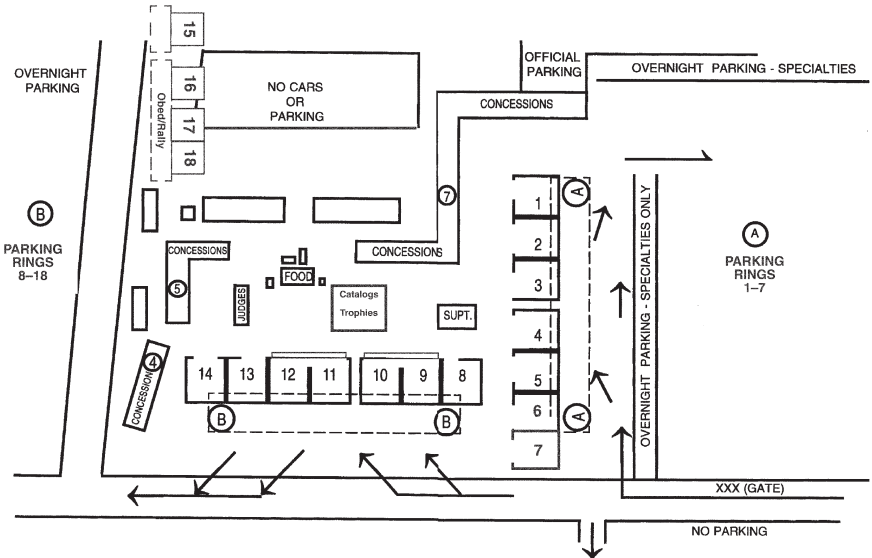 15
OFFICIAL
PARKING
OVERNIGHT PARKING - SPECIALTIES
OVERNIGHT
PARKING
16
NO CARS
OR
PARKING
CONCESSIONS
Obed/Rally
17
18
7
A
1
B
PARKING
RINGS
8–18
CONCESSIONS
CONCESSIONS
2
A
PARKING
RINGS
1–7
FOOD
5
JUDGES
Catalogs
Trophies
3
SUPT.
4
OVERNIGHT PARKING - SPECIALTIES ONLY
4
CONCESSION
14
13
12
11
10
9
8
5
6
B
B
A
7
XXX (GATE)
NO PARKING